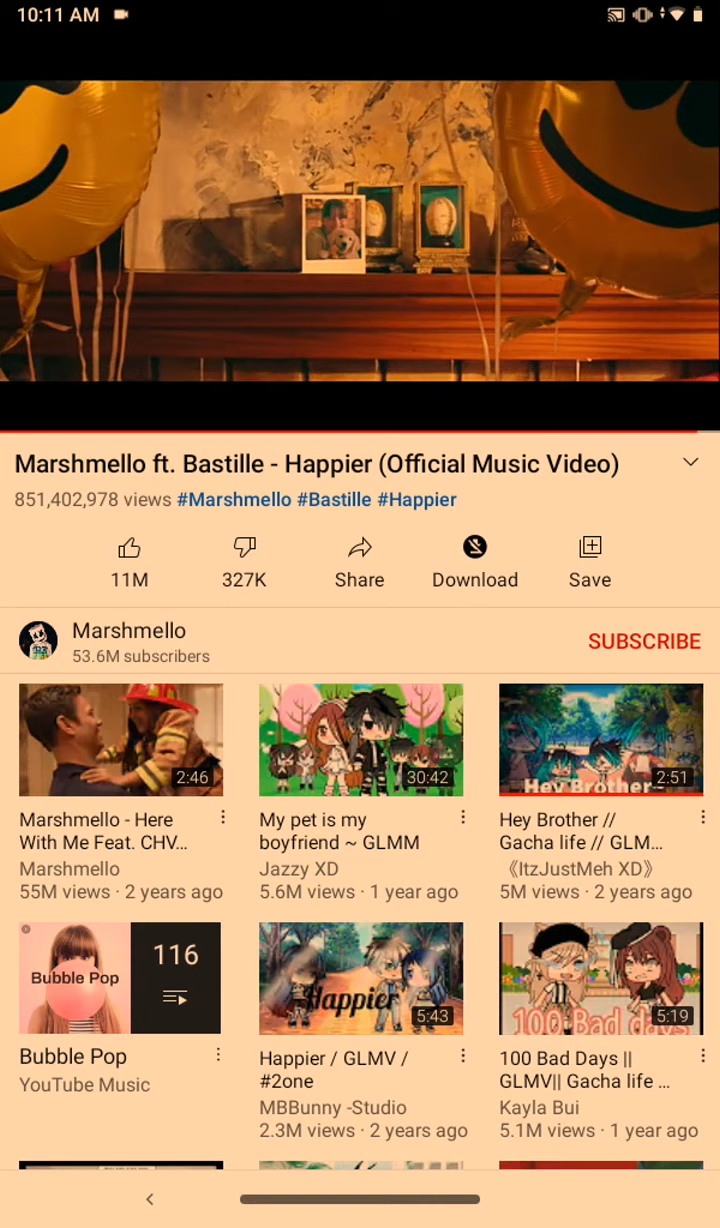 10:11 AM
Marshmello ft. Bastille - Happier (Official Music Video)
851,402,978 views #Marshmello #Bastille #Happier
11M
327K
Share
Download
Save
Marshmello
53.6M subscribers
SUBSCRIBE
2:46
Marshmello - Here
With Me Feat. CHV...
Marshmello
55M views · 2 years ago
30:42
My pet is my
boyfriend ~ GLMM
Jazzy XD
5.6M views · 1 year ago
Hey Brother
2:51
Hey Brother //
Gacha life // GLM...
《ItzJustMeh XD》
5M views · 2 years ago
Bubble Pop
116
Bubble Pop
YouTube Music
Happier
5:43
Happier / GLMV /
#2one
MBBunny -Studio
2.3M views · 2 years ago
100 Bad days
5:19
100 Bad Days ||
GLMV|| Gacha life ...
Kayla Bui
5.1M views · 1 year ago